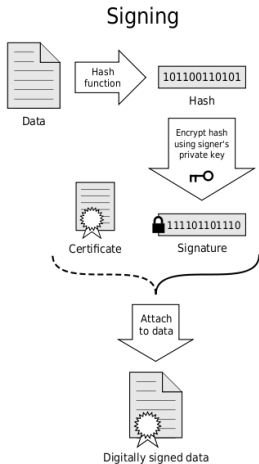 Signing
Hash
function
101100110101
Data
Hash
Encrypt hash
using signer's
private key
111101101110
Certificate
Signature
Attach
to data
Digitally signed data